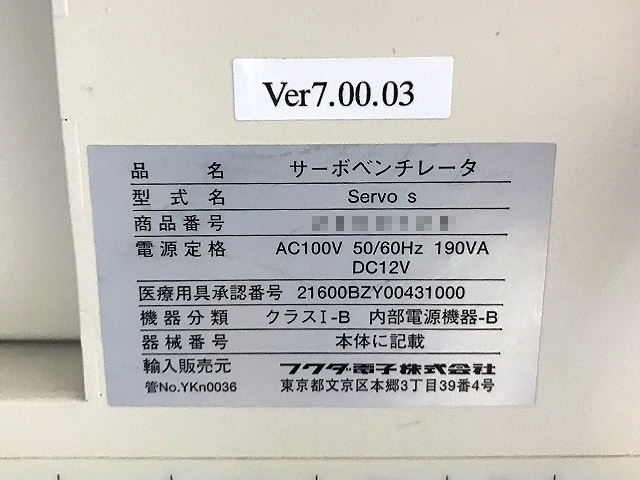 Ver7.00.03
品 名 サーボベンチレータ
型式名 Servo s
商品番号
電源定格 AC100V 50/60Hz 190VA
DC12V
医療用具承認番号 21600BZY00431000
機器分類 クラスI-B 内部電源機器-B
器械番号 本体に記載
輸入販売元 フクダ電子株式会社
管No.YKn0036 東京都文京区本郷3丁目39番4号